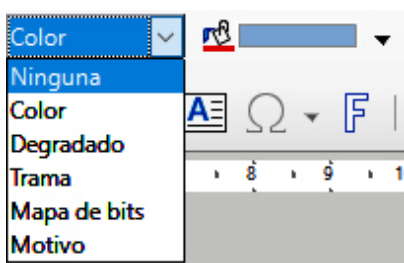 Color
Ninguna
Color
Degradado
Trama
Mapa de bits
Motivo
A Ω F
8 9 1